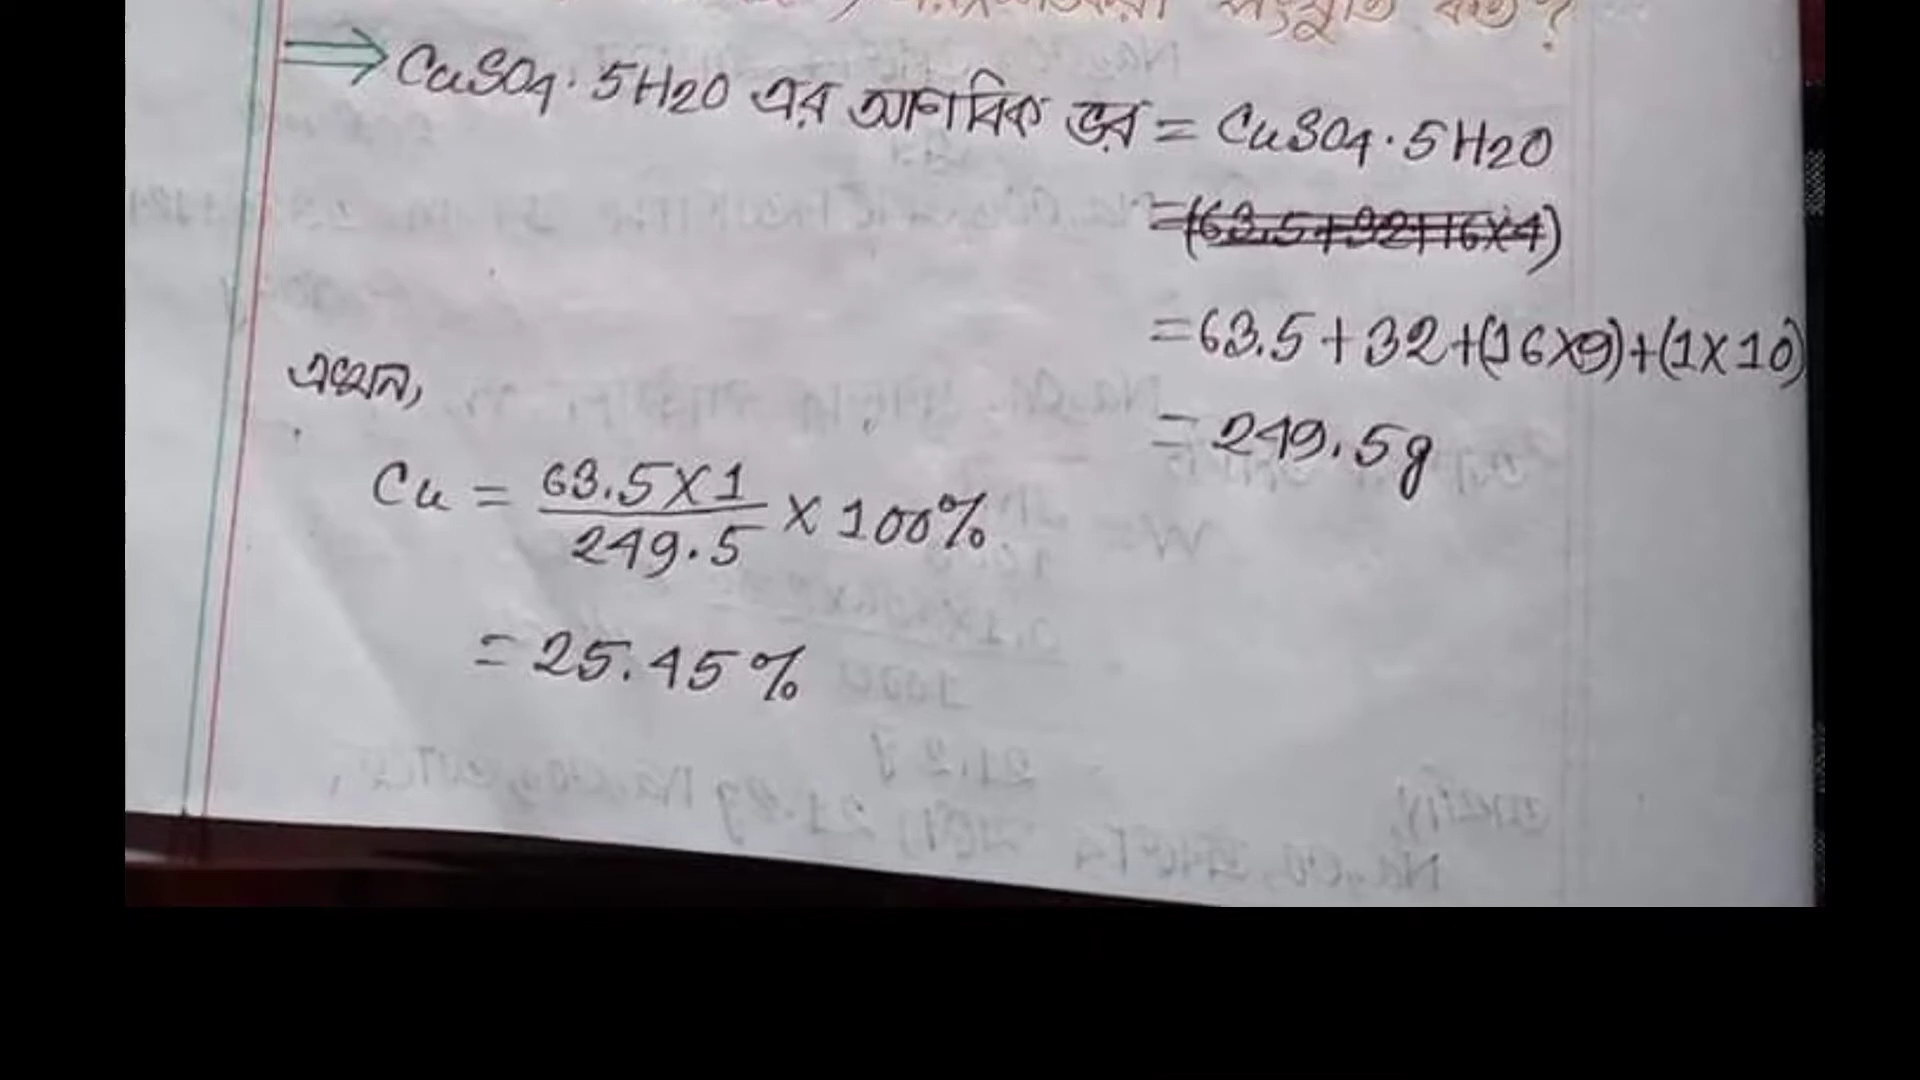 কত?
⇒ CuSO4·5H2O এর আণবিক ভর = CuSO4·5H2O
=(63.5+32+16×4)
=63.5+32+(16×9)+(1×10)
= 249.5g
এখন,
Cu = 63.5×1 / 249.5 × 100%
= 25.45%